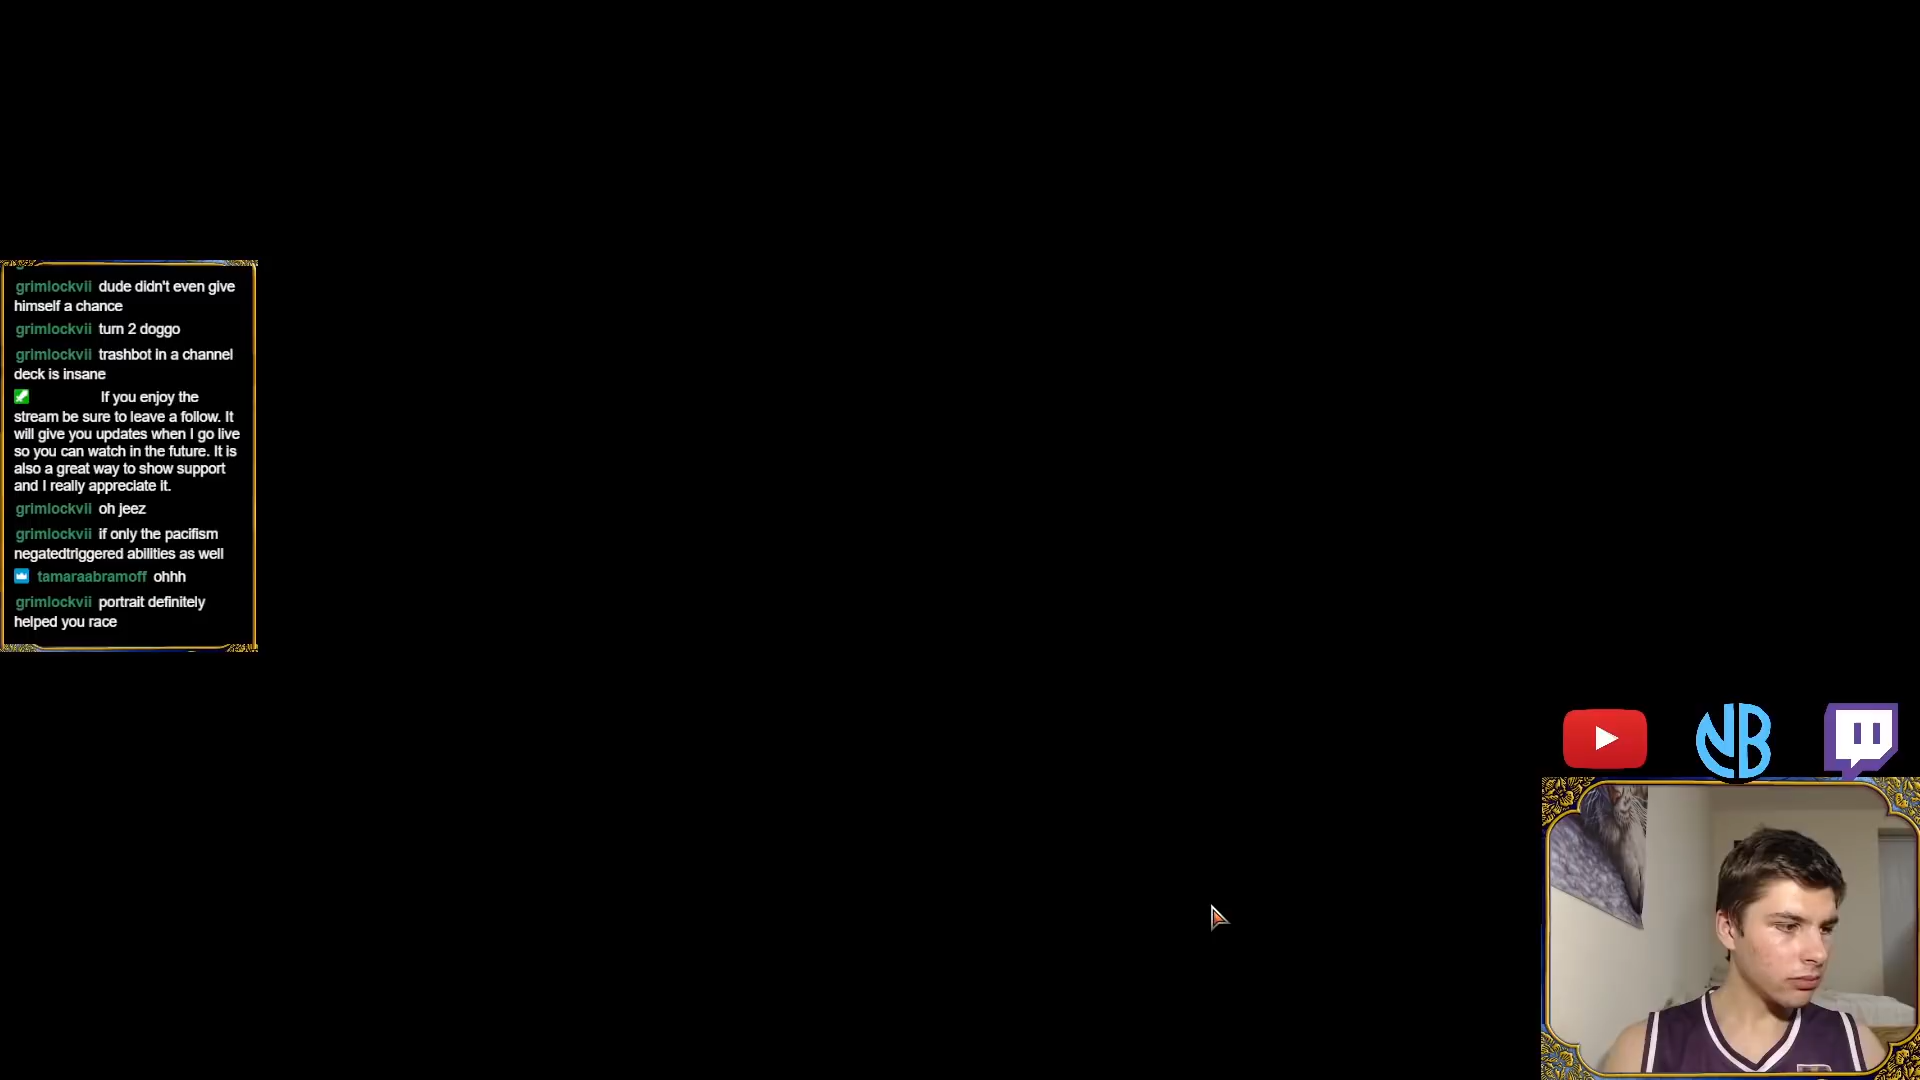 grimlockvii dude didn't even give
himself a chance
grimlockvii turn 2 doggo
grimlockvii trashbot in a channel
deck is insane
If you enjoy the
stream be sure to leave a follow. It
will give you updates when I go live
so you can watch in the future. It is
also a great way to show support
and I really appreciate it.
grimlockvii oh jeez
grimlockvii if only the pacifism
negatedtriggered abilities as well
tamaraabramoff ohhh
grimlockvii portrait definitely
helped you race
NB